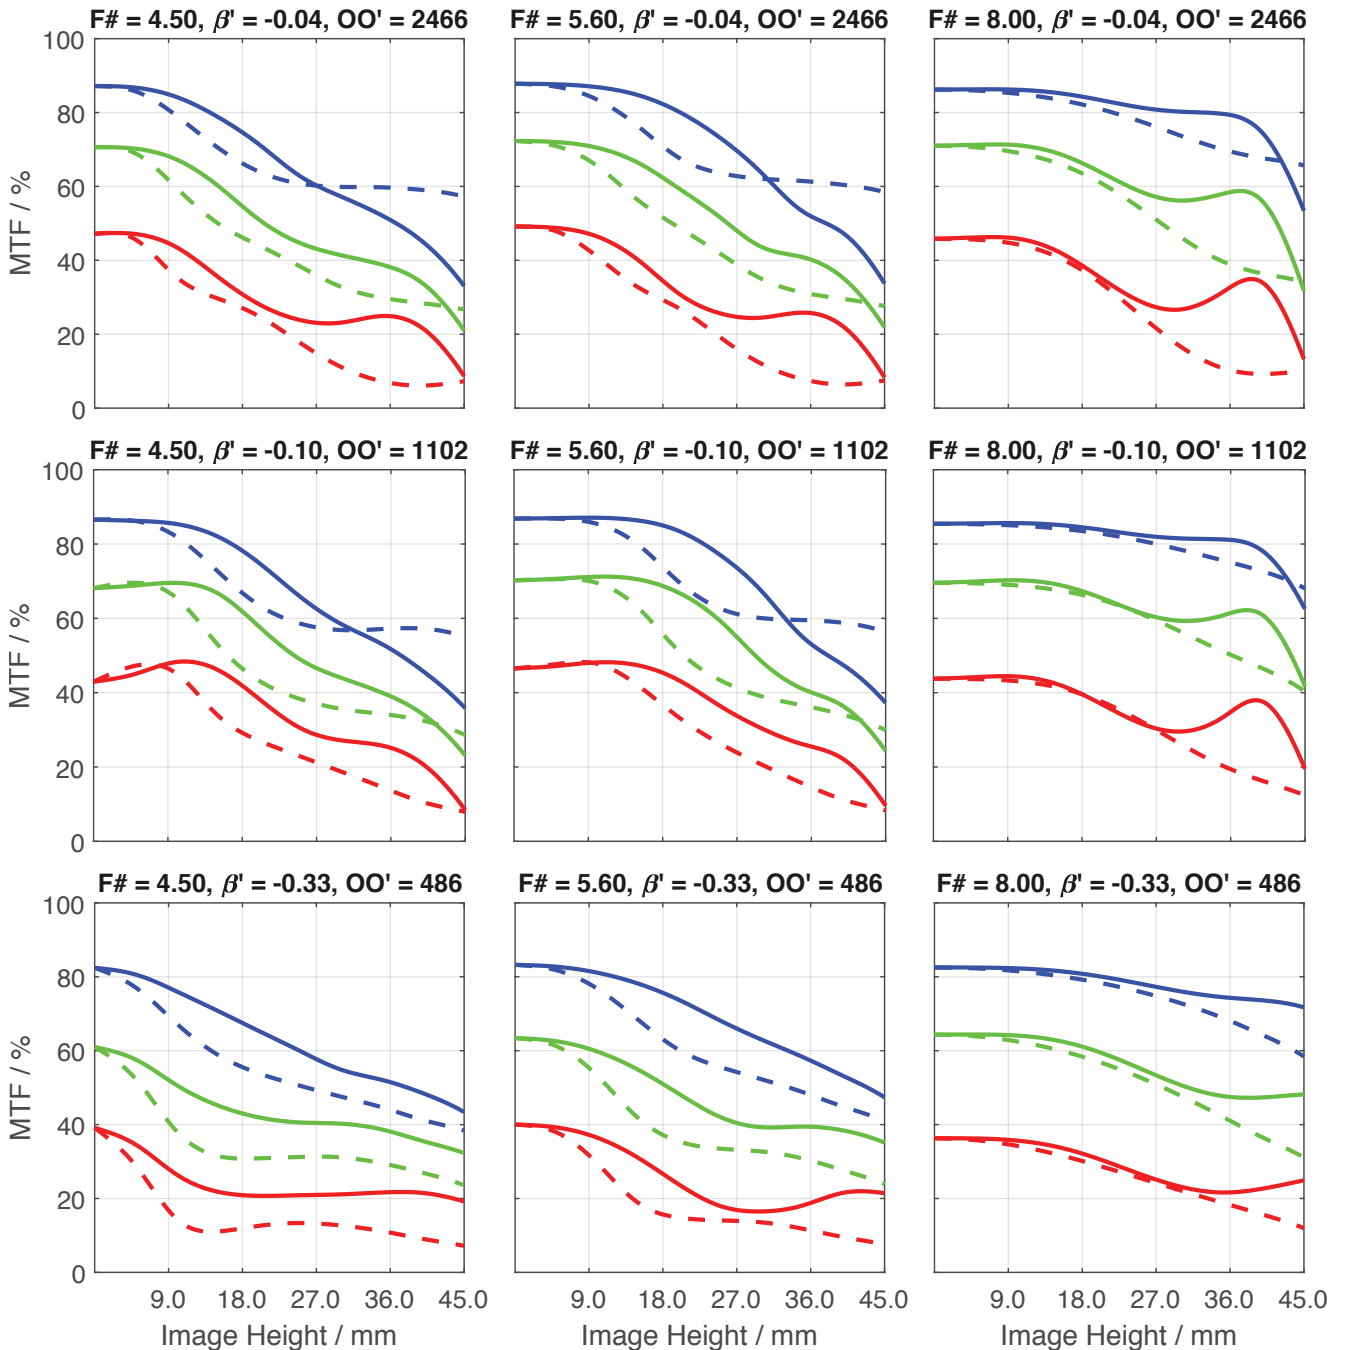 F# = 4.50, β' = -0.04, OO' = 2466
F# = 5.60, β' = -0.04, OO' = 2466
F# = 8.00, β' = -0.04, OO' = 2466
100
80
60
40
20
0
MTF / %
F# = 4.50, β' = -0.10, OO' = 1102
F# = 5.60, β' = -0.10, OO' = 1102
F# = 8.00, β' = -0.10, OO' = 1102
100
80
60
40
20
0
MTF / %
F# = 4.50, β' = -0.33, OO' = 486
F# = 5.60, β' = -0.33, OO' = 486
F# = 8.00, β' = -0.33, OO' = 486
100
80
60
40
20
0
MTF / %
9.0 18.0 27.0 36.0 45.0
9.0 18.0 27.0 36.0 45.0
9.0 18.0 27.0 36.0 45.0
Image Height / mm
Image Height / mm
Image Height / mm